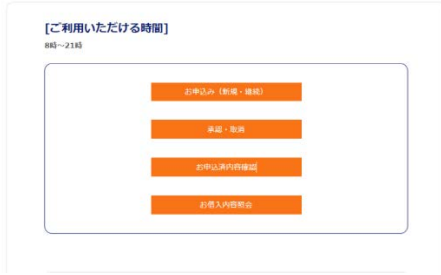 [ご利用いただける時間]
8時～21時
お申込み（新規・継続）
承認・取消
お申込済内容確認
お借入内容照会